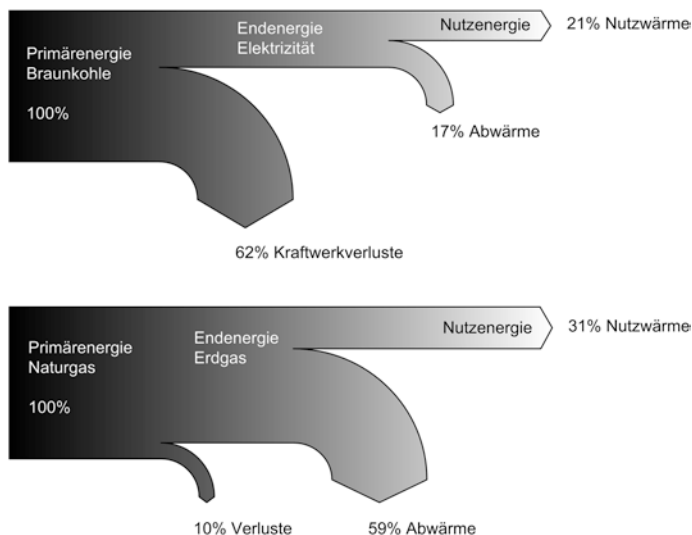 Primärenergie
Braunkohle
100%
Endenergie
Elektrizität
Nutzenergie
21% Nutzwärme
17% Abwärme
62% Kraftwerkverluste
Primärenergie
Naturgas
100%
Endenergie
Erdgas
Nutzenergie
31% Nutzwärme
10% Verluste
59% Abwärme